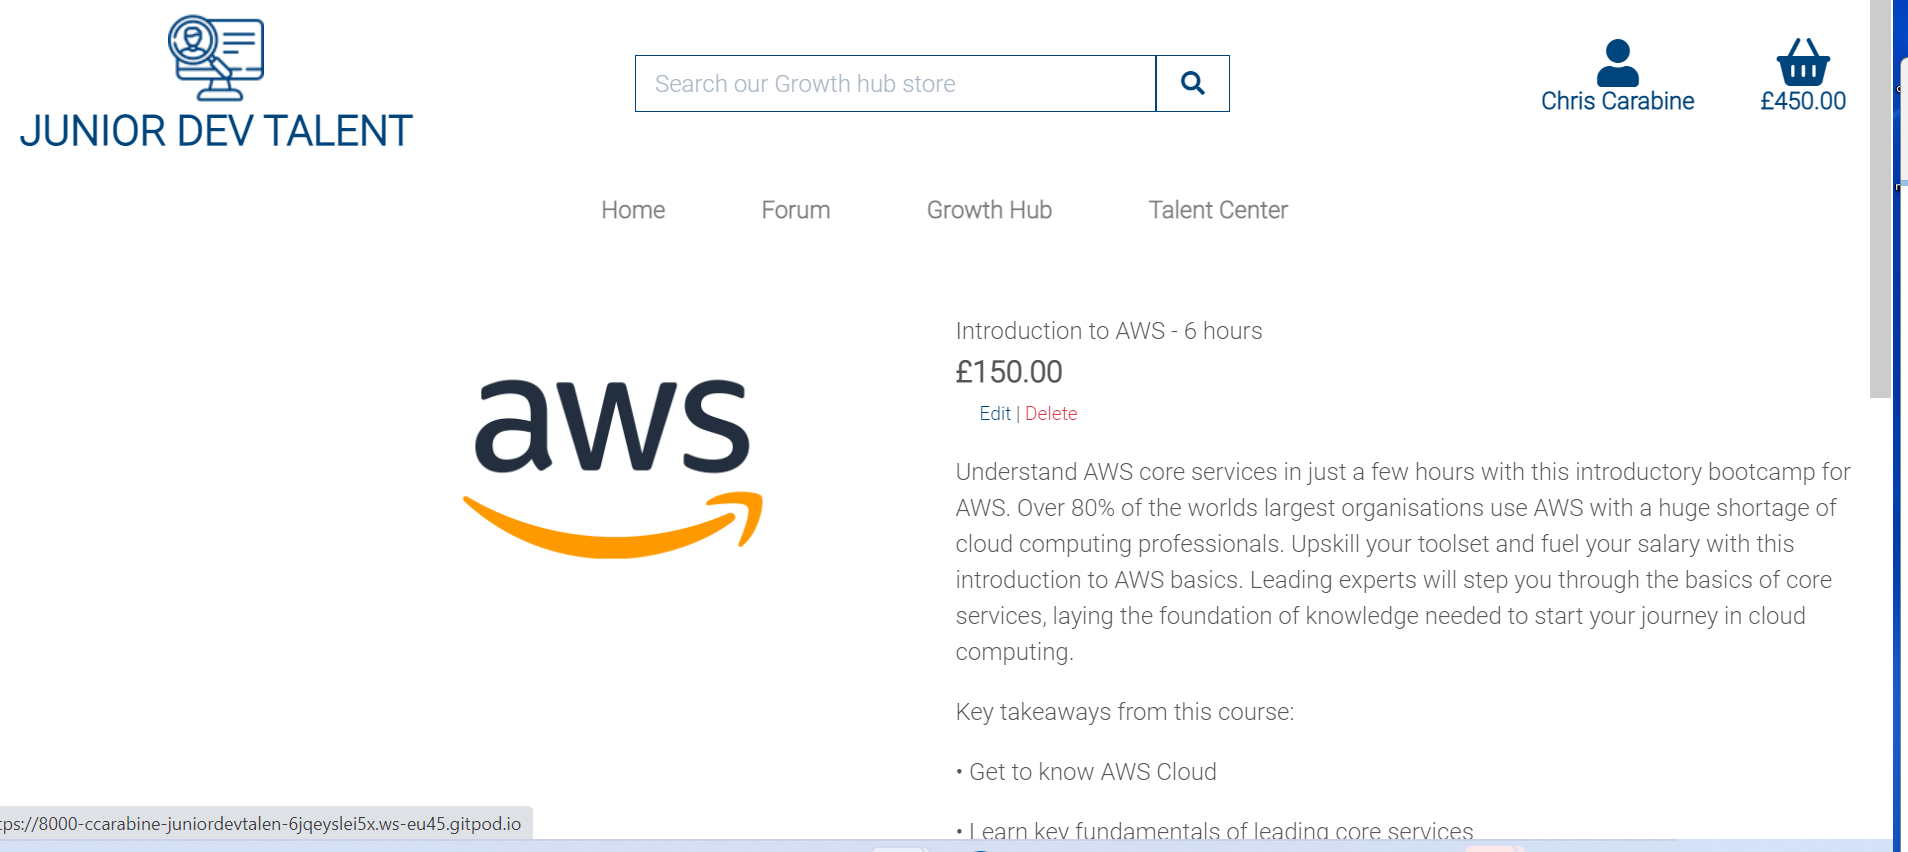 JUNIOR DEV TALENT
Search our Growth hub store
Chris Carabine
£450.00
Home
Forum
Growth Hub
Talent Center
aws
Introduction to AWS - 6 hours
£150.00
Edit | Delete
Understand AWS core services in just a few hours with this introductory bootcamp for
AWS. Over 80% of the worlds largest organisations use AWS with a huge shortage of
cloud computing professionals. Upskill your toolset and fuel your salary with this
introduction to AWS basics. Leading experts will step you through the basics of core
services, laying the foundation of knowledge needed to start your journey in cloud
computing.
Key takeaways from this course:
• Get to know AWS Cloud
• Learn key fundamentals of leading core services
tps://8000-ccarabine-juniordevtalen-6jqeyslei5x.ws-eu45.gitpod.io